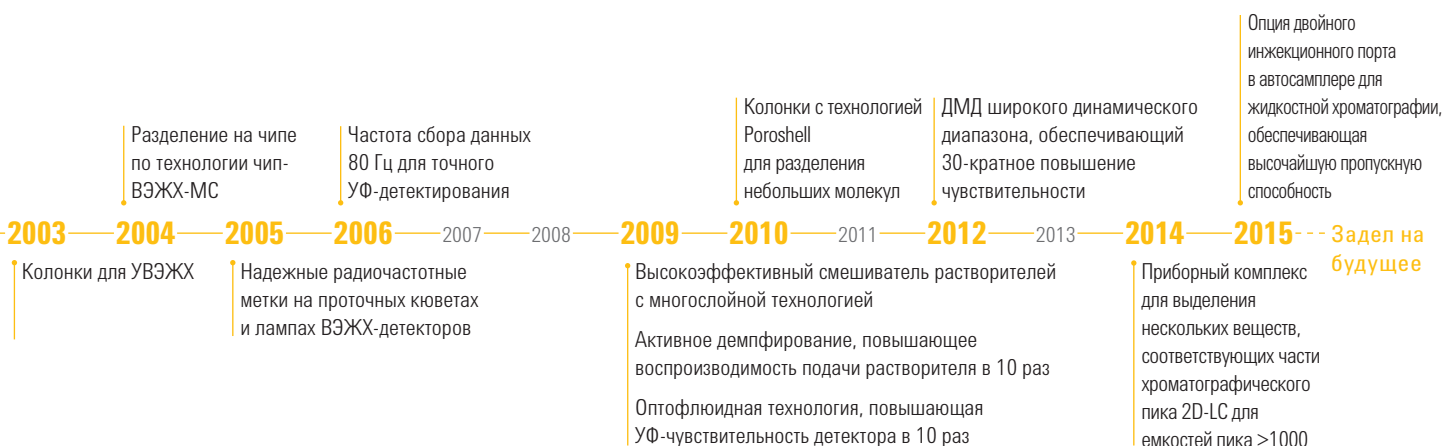 Опция двойного
инжекционного порта
в автосамплере для
жидкостной хроматографии,
обеспечивающая
высочайшую пропускную
способность
Колонки с технологией
Poroshell
для разделения
небольших молекул
ДМД широкого динамического
диапазона, обеспечивающий
30-кратное повышение
чувствительности
Разделение на чипе
по технологии чип-
ВЭЖХ-МС
Частота сбора данных
80 Гц для точного
УФ-детектирования
2003 2004 2005 2006 2007 2008 2009 2010 2011 2012 2013 2014 2015 Задел на
будущее
Колонки для УВЭЖХ
Надежные радиочастотные
метки на проточных кюветах
и лампах ВЭЖХ-детекторов
Высокоэффективный смешиватель растворителей
с многослойной технологией
Активное демпфирование, повышающее
воспроизводимость подачи растворителя в 10 раз
Оптофлюидная технология, повышающая
УФ-чувствительность детектора в 10 раз
Приборный комплекс
для выделения
нескольких веществ,
соответствующих части
хроматографического
пика 2D-LC для
емкостей пика >1000